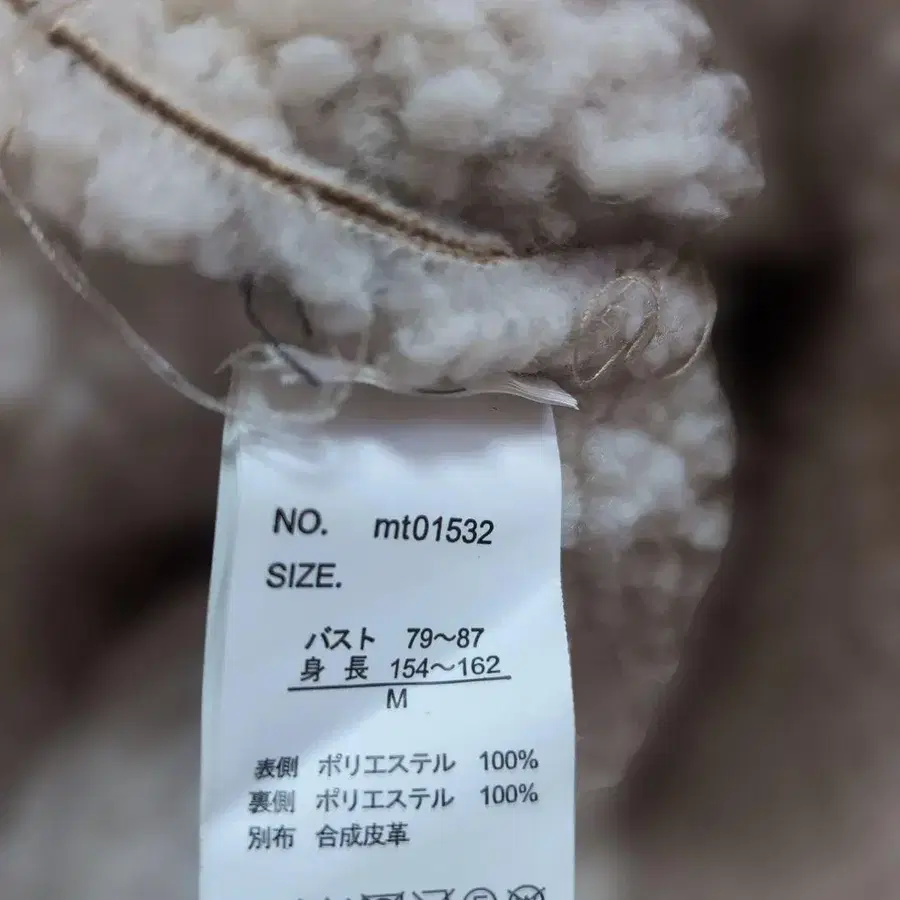 NO. mt01532
SIZE.
バスト 79～87
身 長 154～162
M
表側 ポリエステル 100%
裏側 ポリエステル 100%
別布 合成皮革